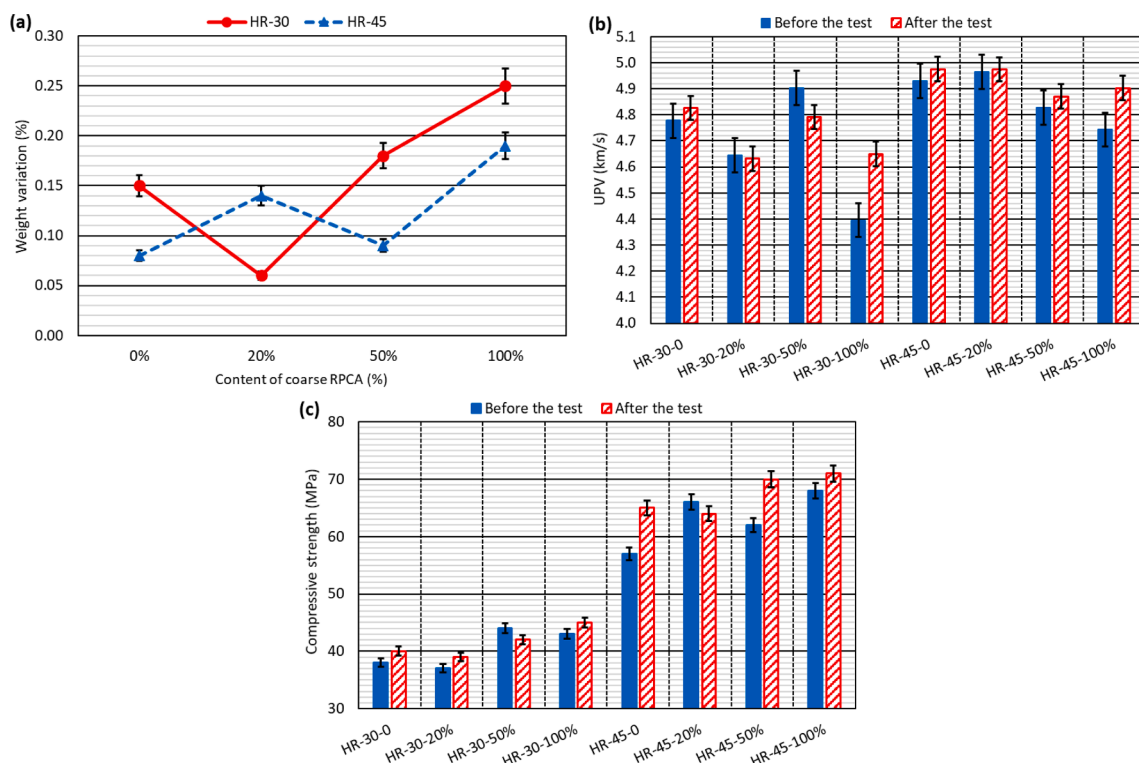 (a)
HR-30 HR-45
0.30
0.25
0.20
0.15
0.10
0.05
0.00
Weight variation (%)
0% 20% 50% 100%
Content of coarse RPCA (%)
(b)
Before the test After the test
5.1
5.0
4.9
4.8
4.7
4.6
4.5
4.4
4.3
4.2
4.1
4.0
UPV (km/s)
HR-30-0 HR-30-20% HR-30-50% HR-30-100% HR-45-0 HR-45-20% HR-45-50% HR-45-100%
(c)
Before the test After the test
80
70
60
50
40
30
Compressive strength (MPa)
HR-30-0 HR-30-20% HR-30-50% HR-30-100% HR-45-0 HR-45-20% HR-45-50% HR-45-100%